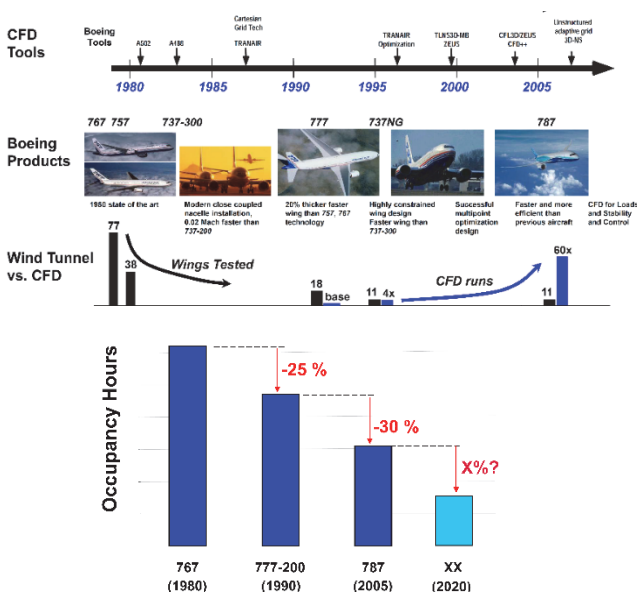 CFD
Tools
Boeing
Tools
A502
A488
Cartesian
Grid Tech
TRANAIR
TRANAIR
Optimization
TLNS3D-MB
ZEUS
CFL3D/ZEUS
CFD++
Unstructured
adaptive grid
3D-NS
1980 1985 1990 1995 2000 2005
Boeing
Products
767 757 737-300 777 737NG 787
1980 state of the art
Modern close coupled
nacelle installation,
0.02 Mach faster than
737-200
20% thicker faster
wing than 757, 767
technology
Highly constrained
wing design
Faster wing than
737-300
Successful
multipoint
optimization
design
Faster and more
efficient than
previous aircraft
CFD for Loads
and Stability
and Control
Wind Tunnel
vs. CFD
77
38
Wings Tested
18
base
11
4x
CFD runs
11
60x
Occupancy Hours
-25 %
-30 %
X%?
767 777-200 787 XX
(1980) (1990) (2005) (2020)